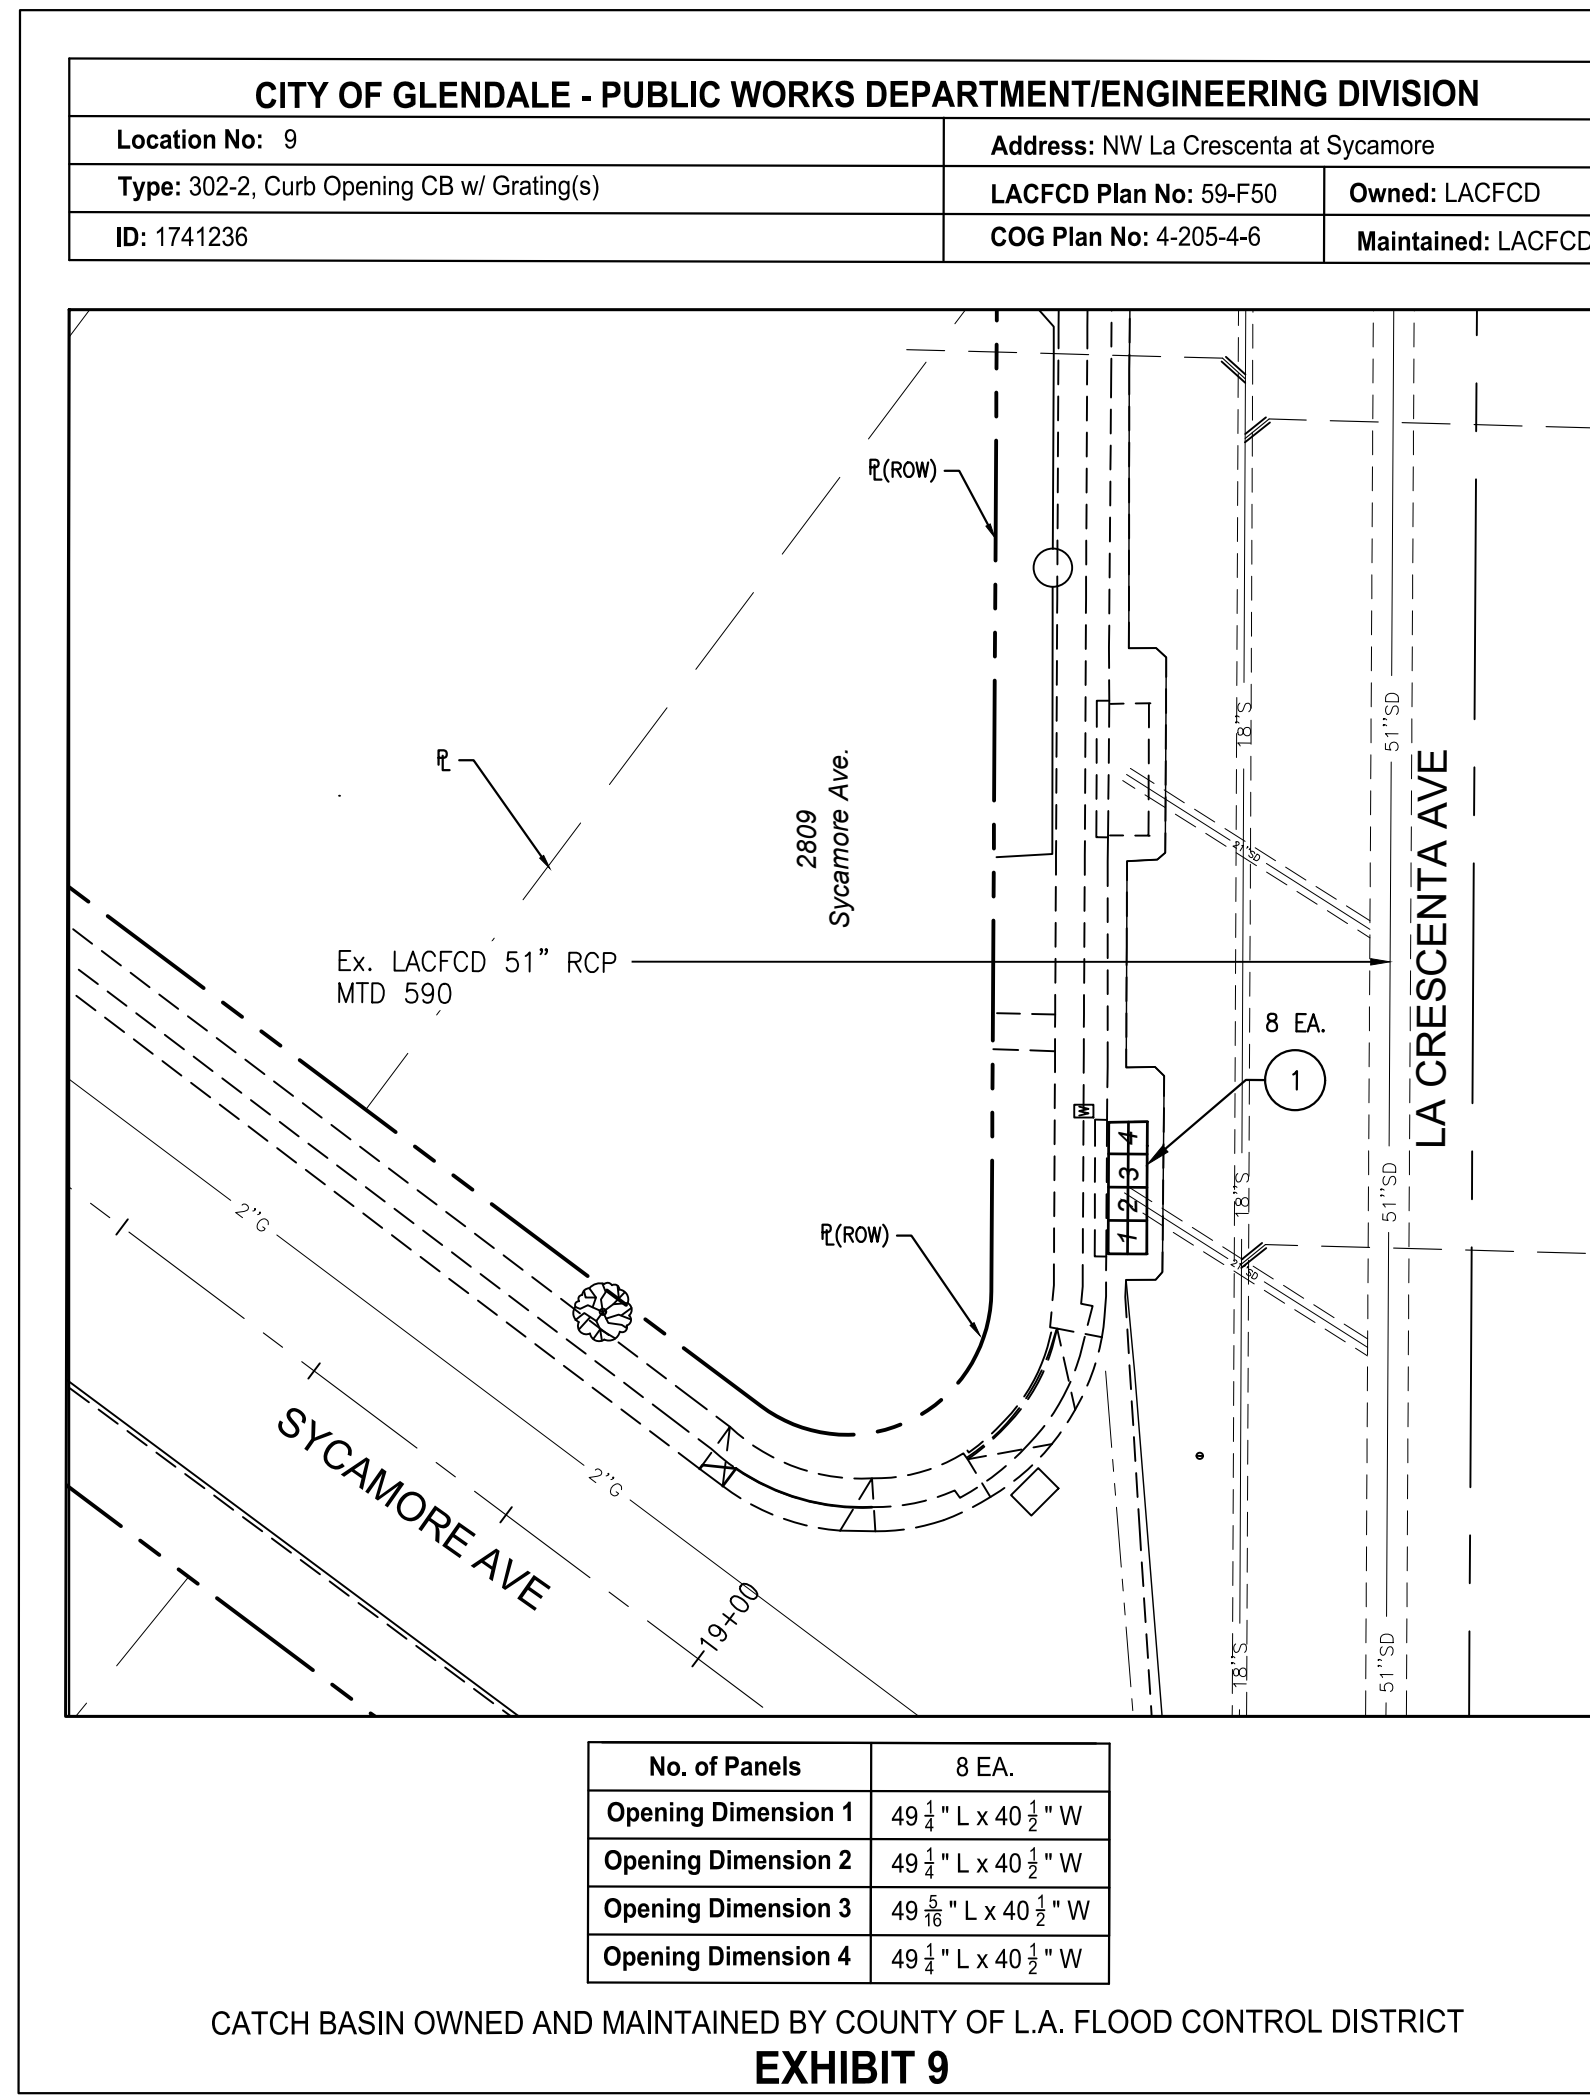 CITY OF GLENDALE - PUBLIC WORKS DEPARTMENT/ENGINEERING DIVISION
Location No: 9
Address: NW La Crescenta at Sycamore
Type: 302-2, Curb Opening CB w/ Grating(s)
LACFCD Plan No: 59-F50
Owned: LACFCD
ID: 1741236
COG Plan No: 4-205-4-6
Maintained: LACFCD
℄(ROW)
℄
2809
Sycamore Ave.
18"S
51"SD
21"SD
LA CRESCENTA AVE
Ex. LACFCD 51" RCP
MTD 590
8 EA.
1
W
4
3
2
1
18"S
51"SD
21"SD
2"G
℄(ROW)
SYCAMORE AVE
2"G
19+00
18"S
51"SD
No. of Panels 8 EA.
Opening Dimension 1 49 1/4 " L x 40 1/2 " W
Opening Dimension 2 49 1/4 " L x 40 1/2 " W
Opening Dimension 3 49 5/16 " L x 40 1/2 " W
Opening Dimension 4 49 1/4 " L x 40 1/2 " W
CATCH BASIN OWNED AND MAINTAINED BY COUNTY OF L.A. FLOOD CONTROL DISTRICT
EXHIBIT 9